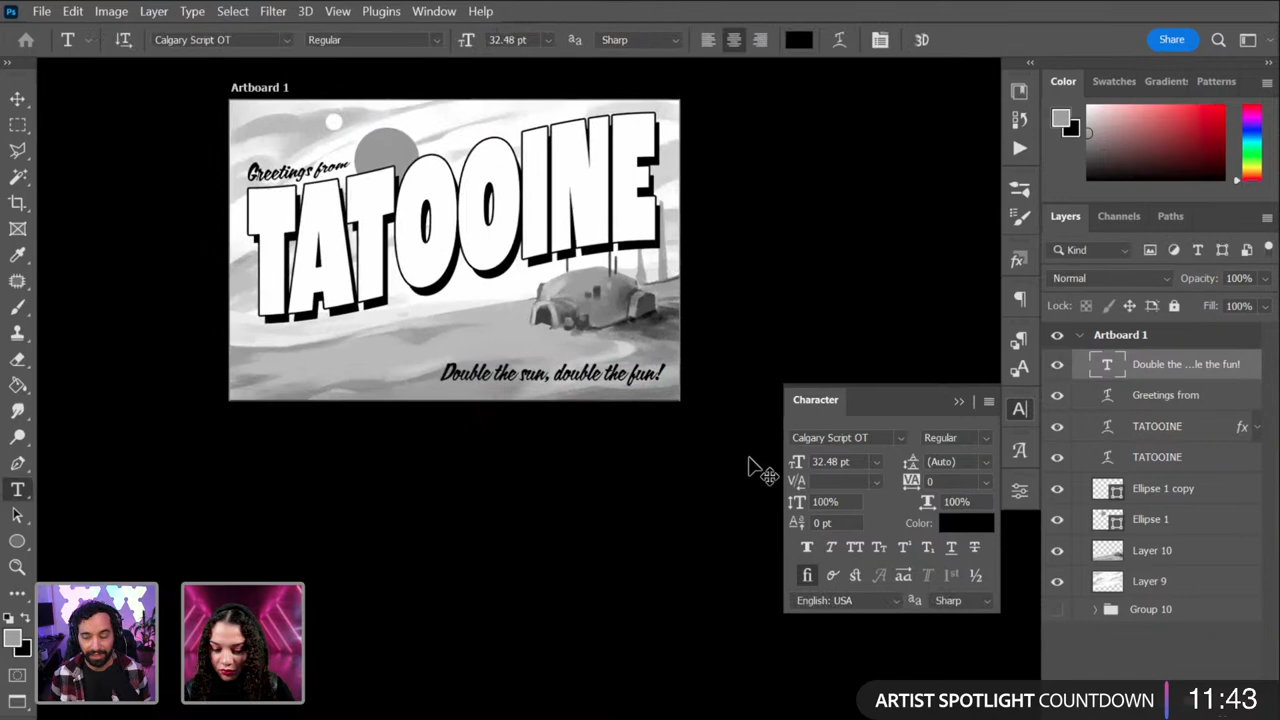 Ps File Edit Image Layer Type Select Filter 3D View Plugins Window Help
T Calgary Script OT Regular 32.48 pt Sharp 3D Share
Artboard 1
Greetings from
TATOOINE
Double the sun, double the fun!
Color Swatches Gradient: Patterns
Layers Channels Paths
Kind
Normal Opacity: 100%
Lock: Fill: 100%
Artboard 1
Double the ...le the fun!
Greetings from
TATOOINE fx
TATOOINE
Ellipse 1 copy
Ellipse 1
Layer 10
Layer 9
Group 10
Character
Calgary Script OT Regular
32.48 pt (Auto)
0
100% 100%
0 pt Color:
English: USA Sharp
ARTIST SPOTLIGHT COUNTDOWN 11:43